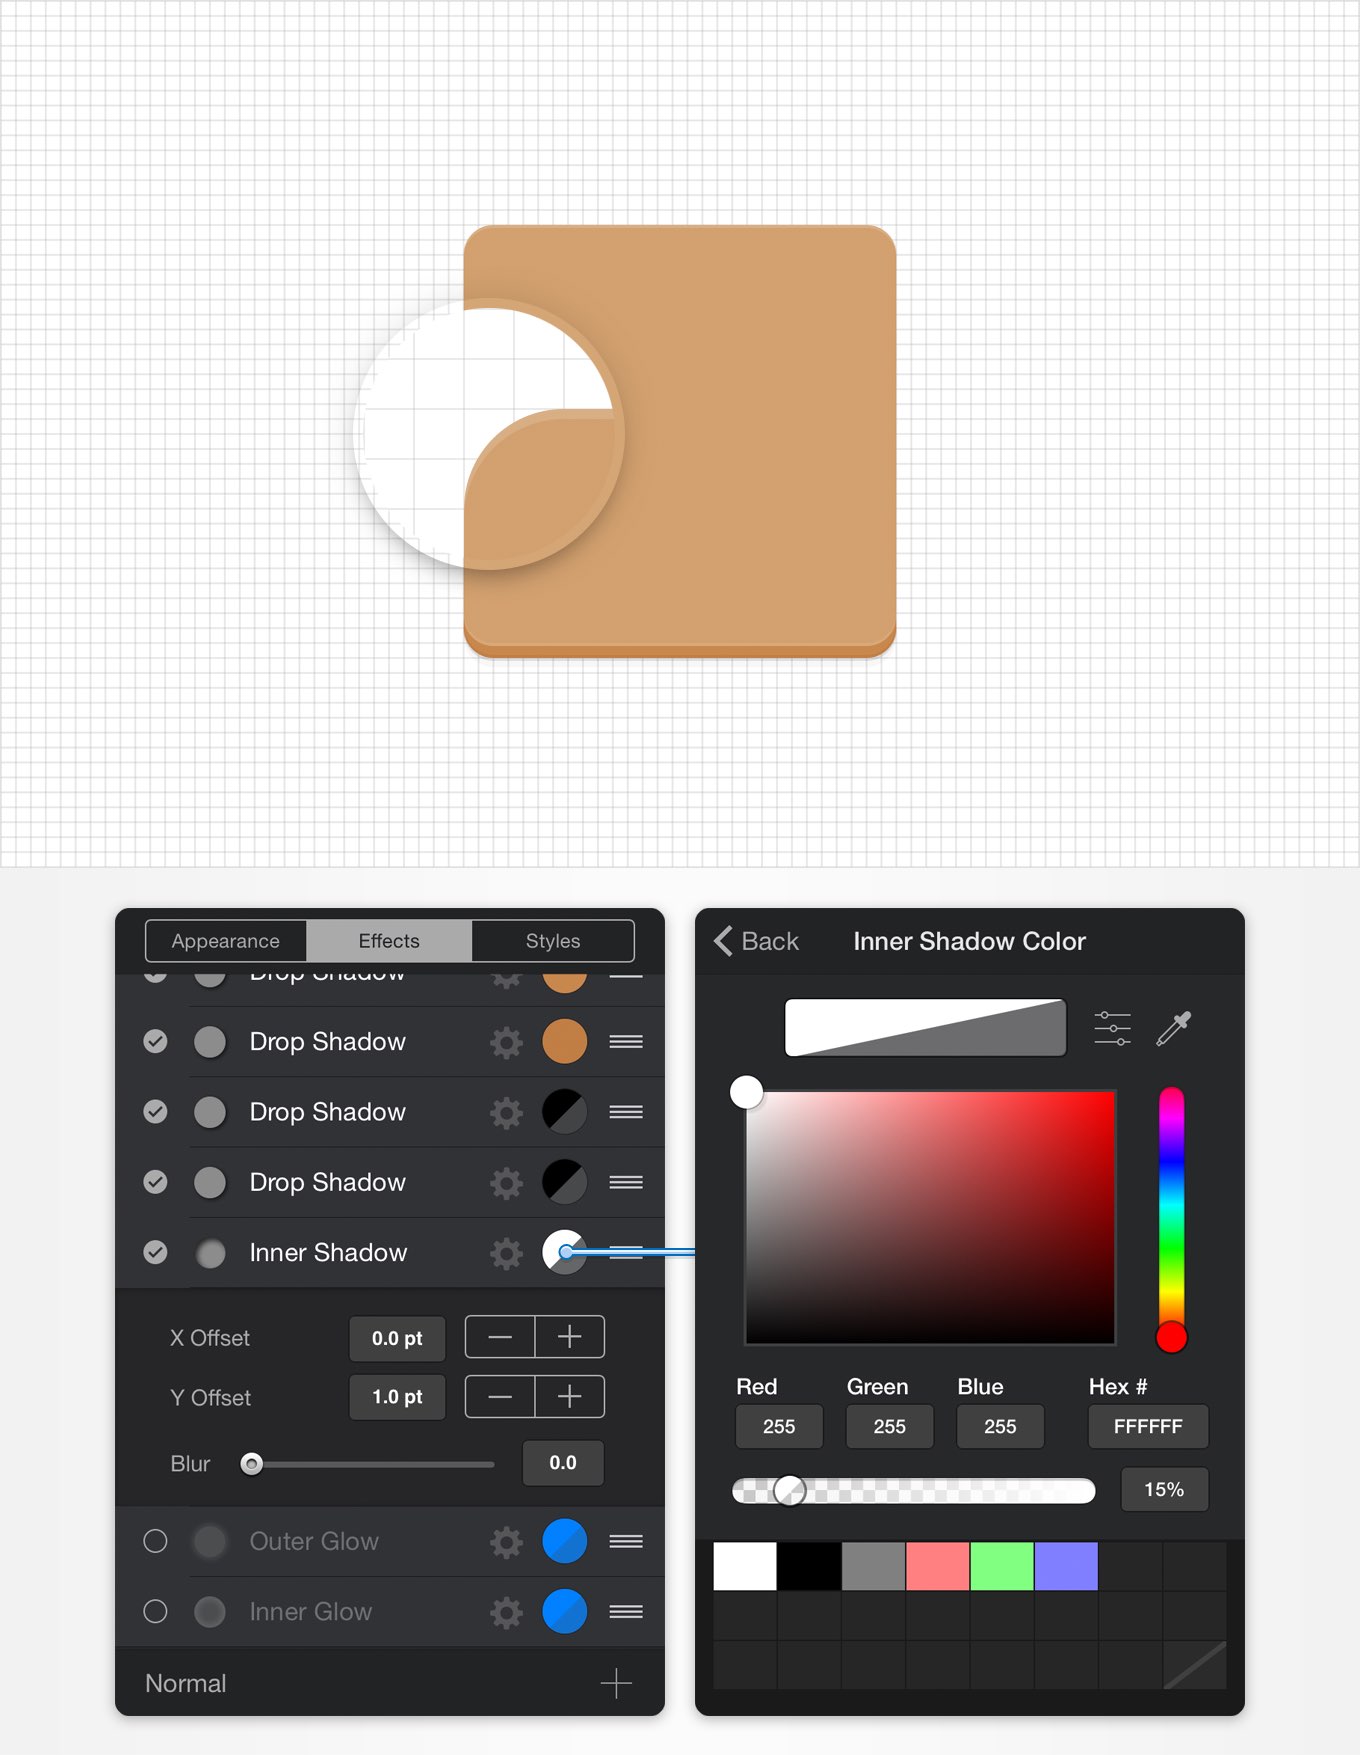 Appearance
Effects
Styles
Drop Shadow
Drop Shadow
Drop Shadow
Drop Shadow
Inner Shadow
X Offset 0.0 pt
Y Offset 1.0 pt
Blur 0.0
Outer Glow
Inner Glow
Normal
Back
Inner Shadow Color
Red Green Blue Hex #
255 255 255 FFFFFF
15%